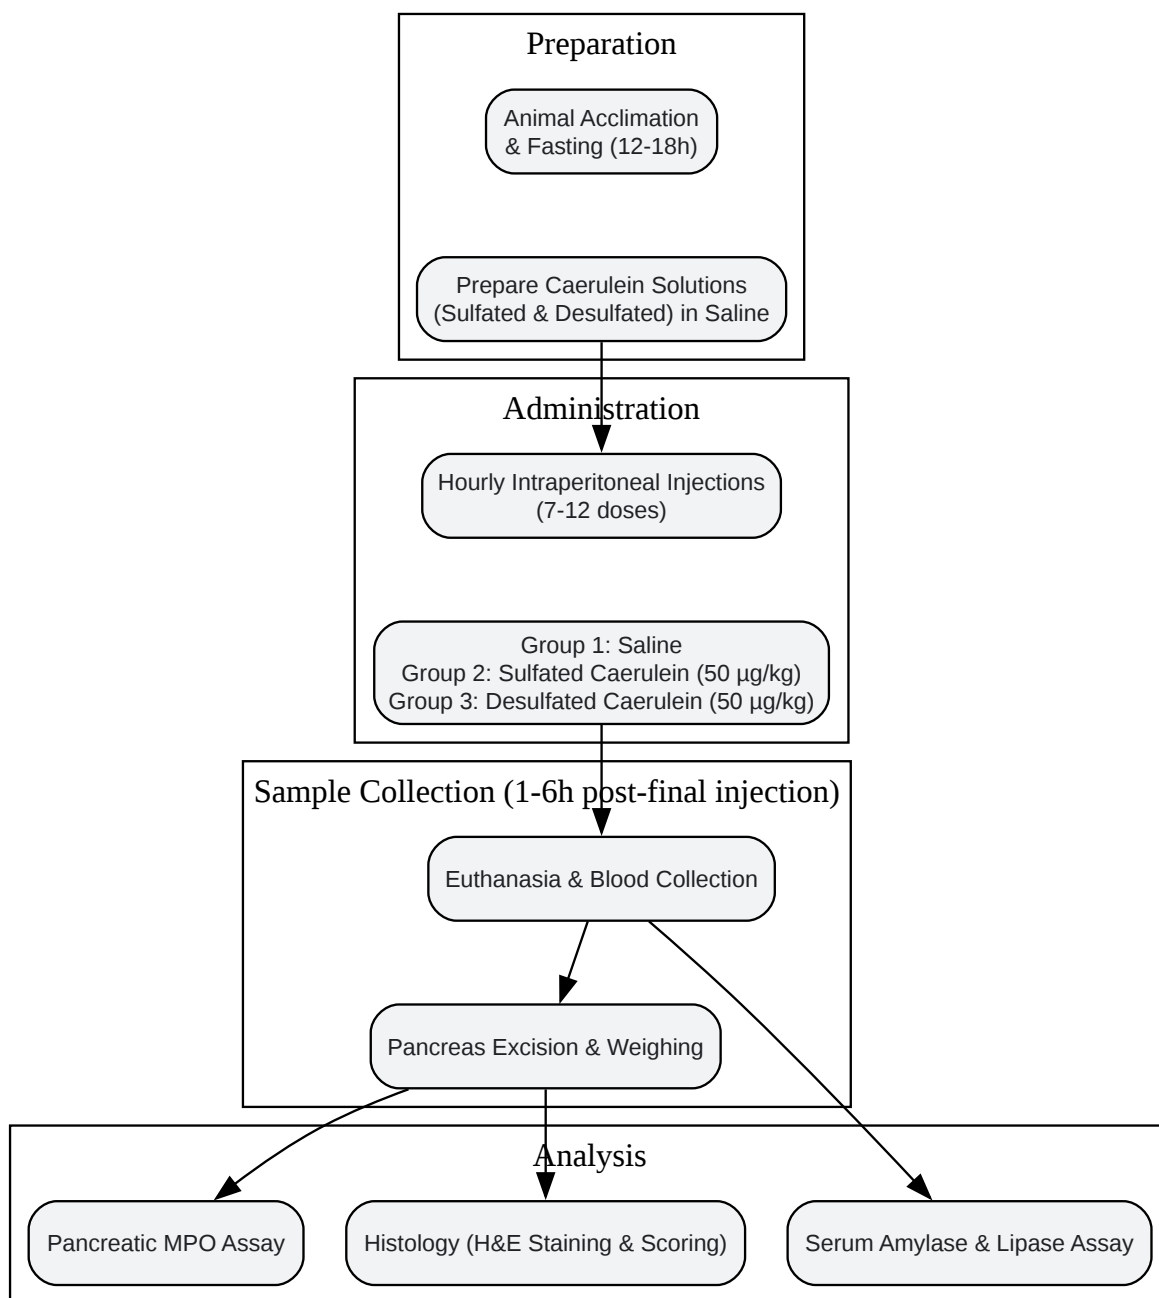 Preparation
Animal Acclimation
& Fasting (12-18h)
Prepare Caerulein Solutions
(Sulfated & Desulfated) in Saline
Administration
Hourly Intraperitoneal Injections
(7-12 doses)
Group 1: Saline
Group 2: Sulfated Caerulein (50 µg/kg)
Group 3: Desulfated Caerulein (50 µg/kg)
Sample Collection (1-6h post-final injection)
Euthanasia & Blood Collection
Pancreas Excision & Weighing
Analysis
Pancreatic MPO Assay
Histology (H&E Staining & Scoring)
Serum Amylase & Lipase Assay